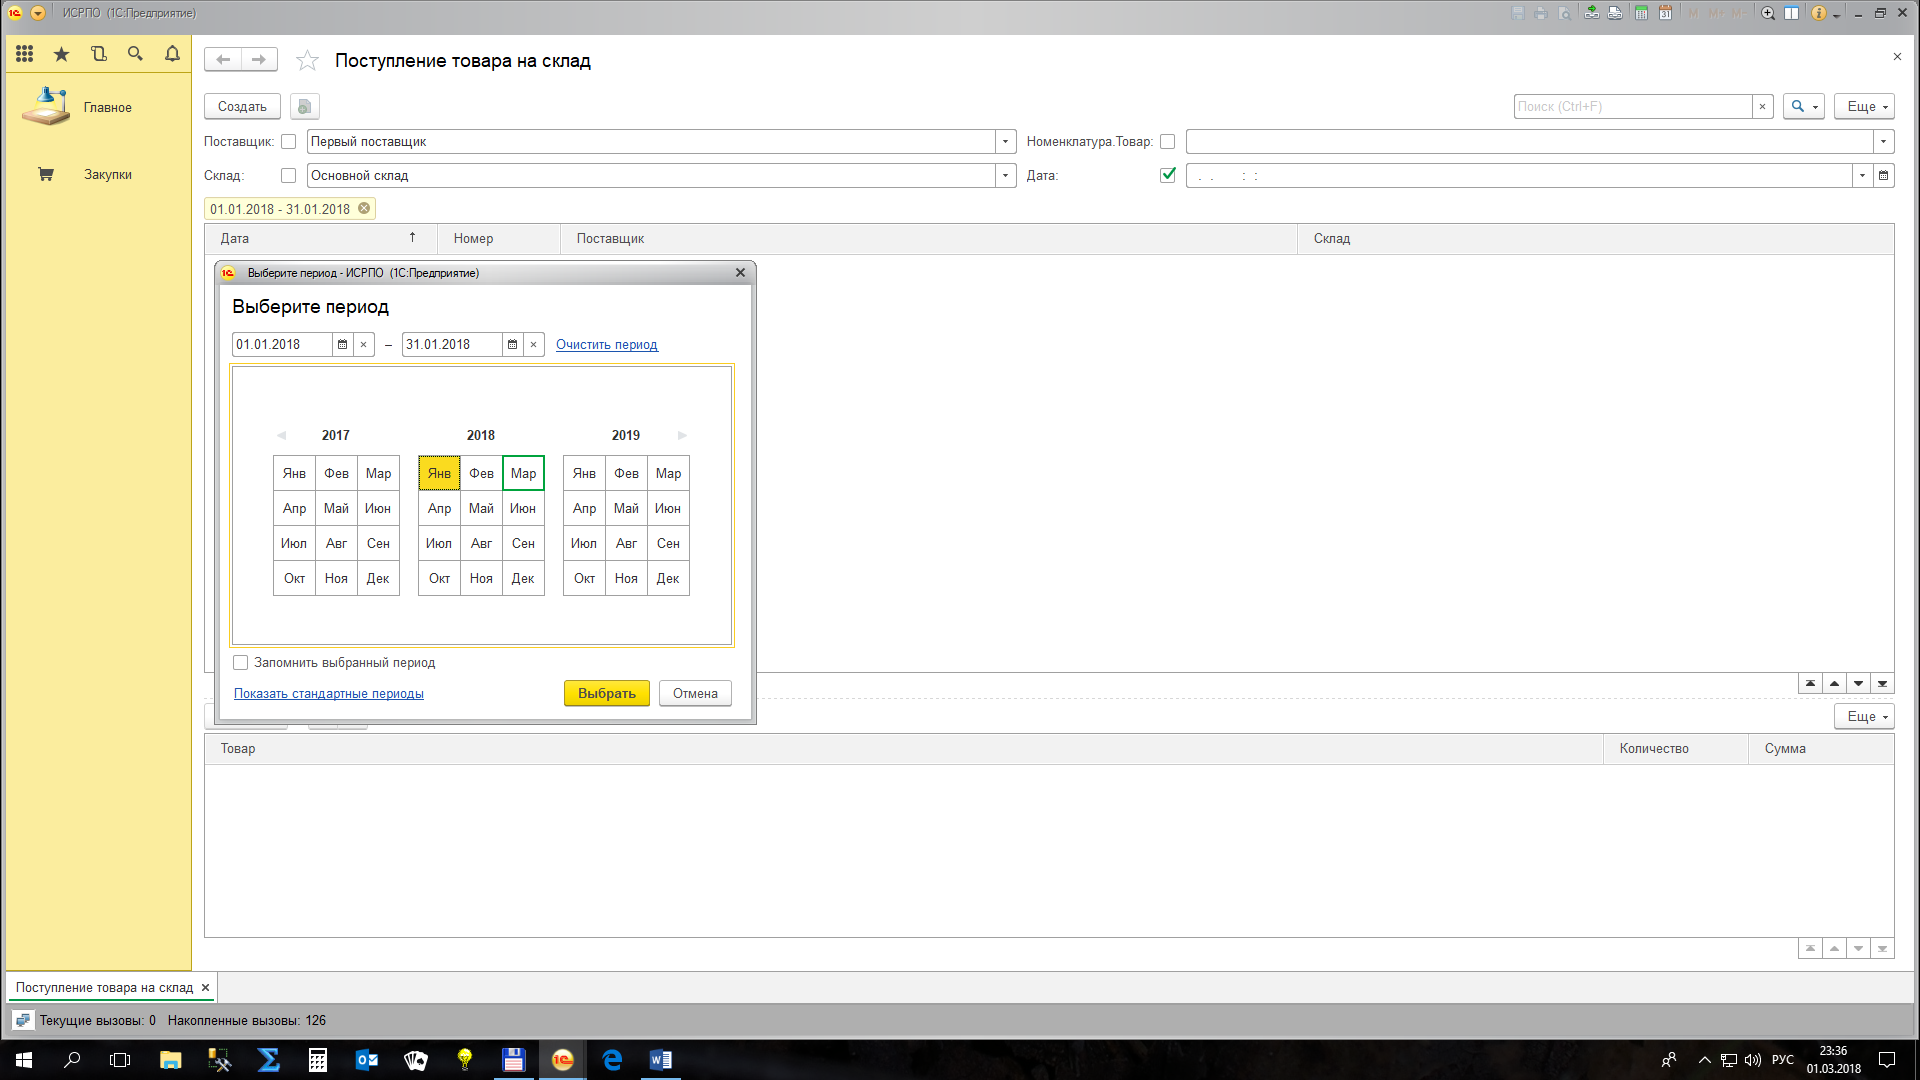 ИСРПО (1С:Предприятие)
M M+ M-
Главное
Закупки
Поступление товара на склад
Создать
Поиск (Ctrl+F)
Еще
Поставщик: Первый поставщик
Номенклатура.Товар:
Склад: Основной склад
Дата: . . : :
01.01.2018 - 31.01.2018
Дата Номер Поставщик Склад
Выберите период - ИСРПО (1С:Предприятие)
Выберите период
01.01.2018 – 31.01.2018 Очистить период
2017 2018 2019
Янв Фев Мар Янв Фев Мар Янв Фев Мар
Апр Май Июн Апр Май Июн Апр Май Июн
Июл Авг Сен Июл Авг Сен Июл Авг Сен
Окт Ноя Дек Окт Ноя Дек Окт Ноя Дек
Запомнить выбранный период
Показать стандартные периоды Выбрать Отмена
Еще
Товар Количество Сумма
Поступление товара на склад
Текущие вызовы: 0 Накопленные вызовы: 126
РУС
23:36
01.03.2018